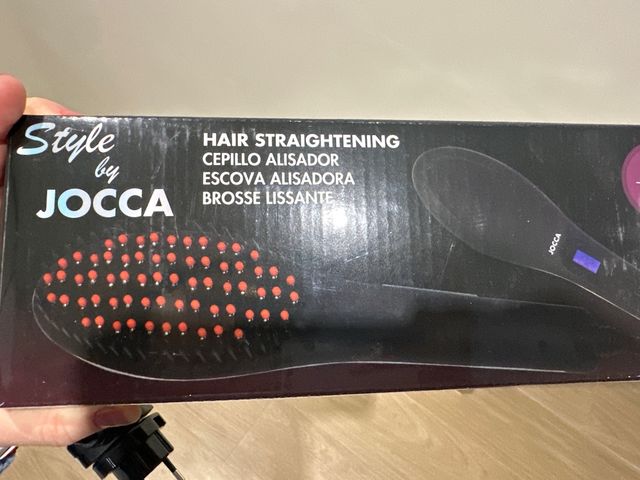 Style
by
JOCCA
HAIR STRAIGHTENING
CEPILLO ALISADOR
ESCOVA ALISADORA
BROSSE LISSANTE
JOCCA